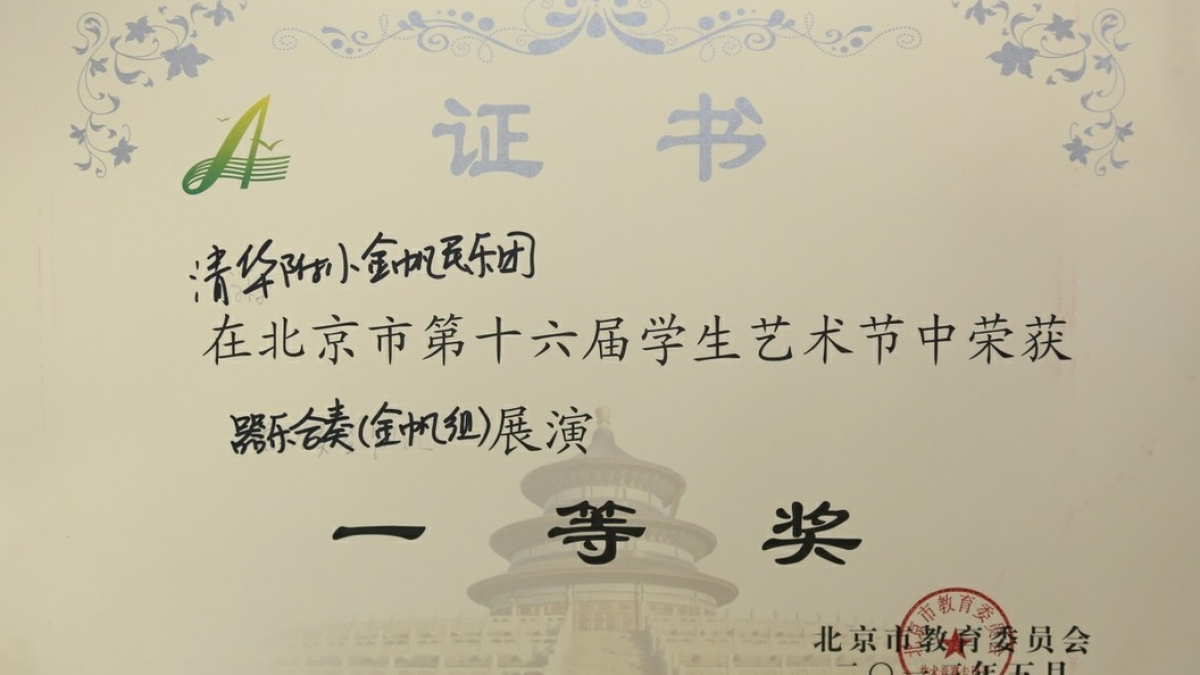 证书
清华附小金帆民乐团
在北京市第十六届学生艺术节中荣获
器乐合奏(金帆组)展演
一等奖
北京市教育委员会